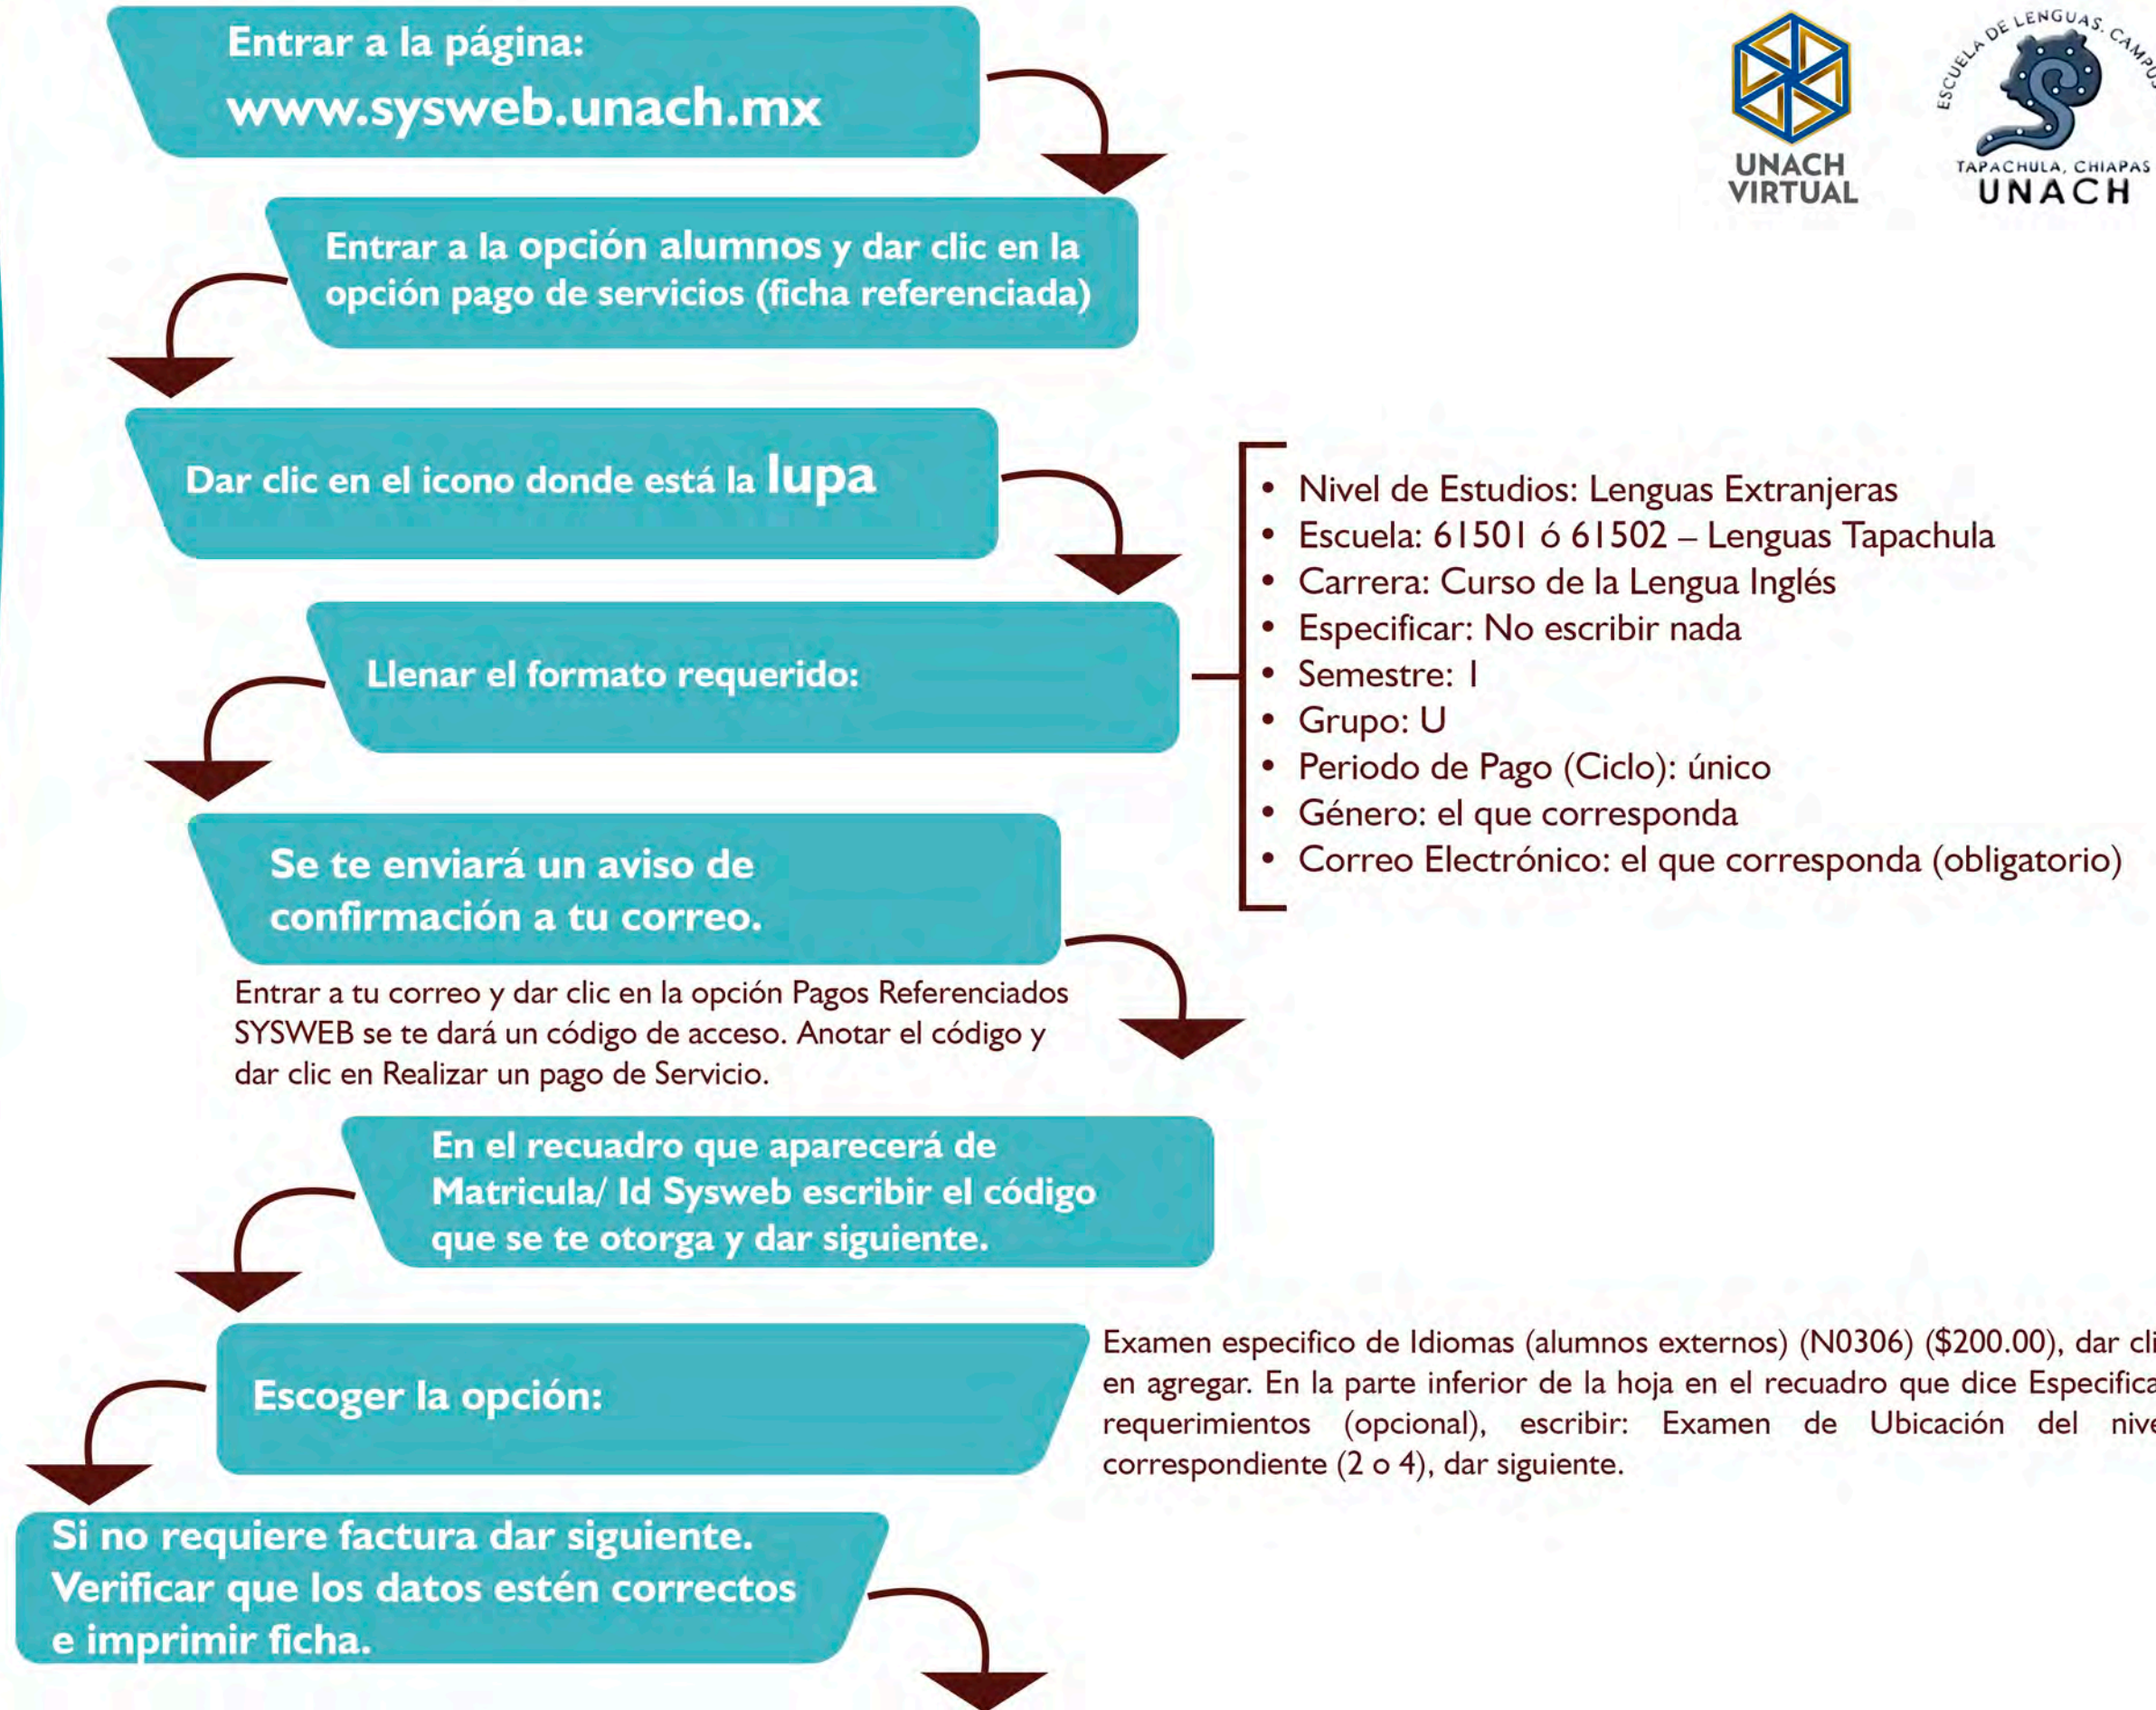 Entrar a la página:
www.sysweb.unach.mx
UNACH
VIRTUAL
ESCUELA DE LENGUAS. CAMPUS
TAPACHULA, CHIAPAS
UNACH
Entrar a la opción alumnos y dar clic en la
opción pago de servicios (ficha referenciada)
Dar clic en el icono donde está la lupa
Llenar el formato requerido:
• Nivel de Estudios: Lenguas Extranjeras
• Escuela: 61501 ó 61502 – Lenguas Tapachula
• Carrera: Curso de la Lengua Inglés
• Especificar: No escribir nada
• Semestre: 1
• Grupo: U
• Periodo de Pago (Ciclo): único
• Género: el que corresponda
• Correo Electrónico: el que corresponda (obligatorio)
Se te enviará un aviso de
confirmación a tu correo.
Entrar a tu correo y dar clic en la opción Pagos Referenciados
SYSWEB se te dará un código de acceso. Anotar el código y
dar clic en Realizar un pago de Servicio.
En el recuadro que aparecerá de
Matricula/ Id Sysweb escribir el código
que se te otorga y dar siguiente.
Escoger la opción:
Examen especifico de Idiomas (alumnos externos) (N0306) ($200.00), dar cli
en agregar. En la parte inferior de la hoja en el recuadro que dice Especifica
requerimientos (opcional), escribir: Examen de Ubicación del nive
correspondiente (2 o 4), dar siguiente.
Si no requiere factura dar siguiente.
Verificar que los datos estén correctos
e imprimir ficha.